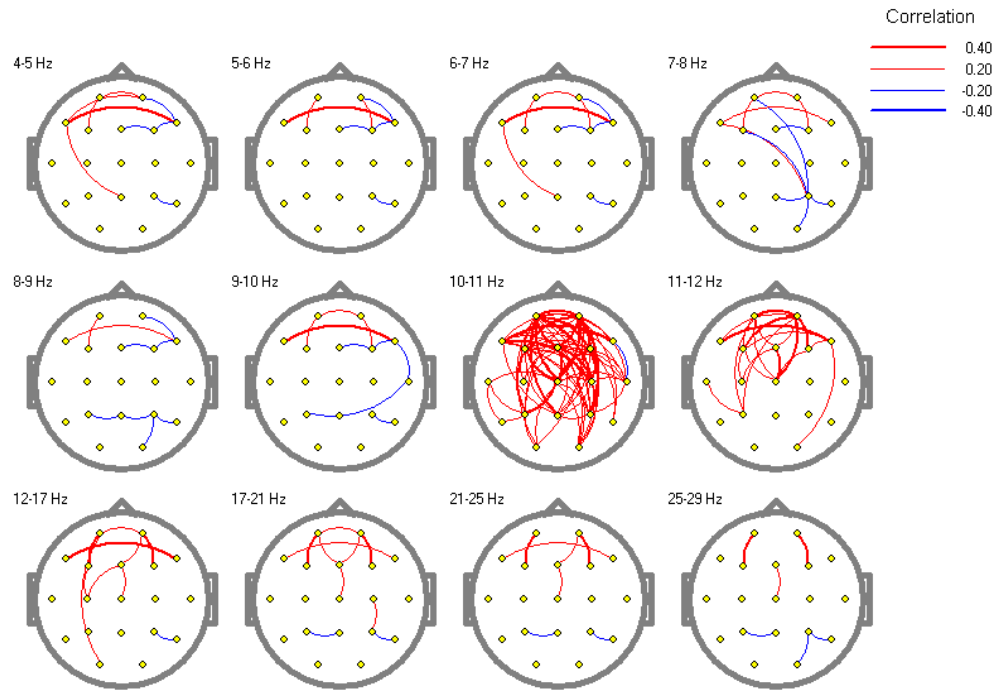 Correlation
0.40
0.20
-0.20
-0.40
4-5 Hz
5-6 Hz
6-7 Hz
7-8 Hz
8-9 Hz
9-10 Hz
10-11 Hz
11-12 Hz
12-17 Hz
17-21 Hz
21-25 Hz
25-29 Hz